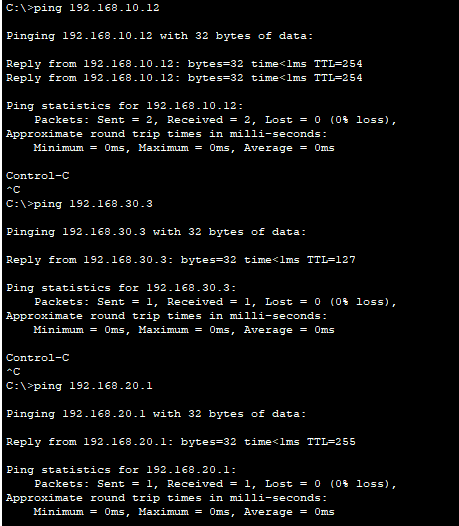 C:\>ping 192.168.10.12
Pinging 192.168.10.12 with 32 bytes of data:
Reply from 192.168.10.12: bytes=32 time<1ms TTL=254
Reply from 192.168.10.12: bytes=32 time<1ms TTL=254
Ping statistics for 192.168.10.12:
Packets: Sent = 2, Received = 2, Lost = 0 (0% loss),
Approximate round trip times in milli-seconds:
Minimum = 0ms, Maximum = 0ms, Average = 0ms
Control-C
^C
C:\>ping 192.168.30.3
Pinging 192.168.30.3 with 32 bytes of data:
Reply from 192.168.30.3: bytes=32 time<1ms TTL=127
Ping statistics for 192.168.30.3:
Packets: Sent = 1, Received = 1, Lost = 0 (0% loss),
Approximate round trip times in milli-seconds:
Minimum = 0ms, Maximum = 0ms, Average = 0ms
Control-C
^C
C:\>ping 192.168.20.1
Pinging 192.168.20.1 with 32 bytes of data:
Reply from 192.168.20.1: bytes=32 time<1ms TTL=255
Ping statistics for 192.168.20.1:
Packets: Sent = 1, Received = 1, Lost = 0 (0% loss),
Approximate round trip times in milli-seconds:
Minimum = 0ms, Maximum = 0ms, Average = 0ms